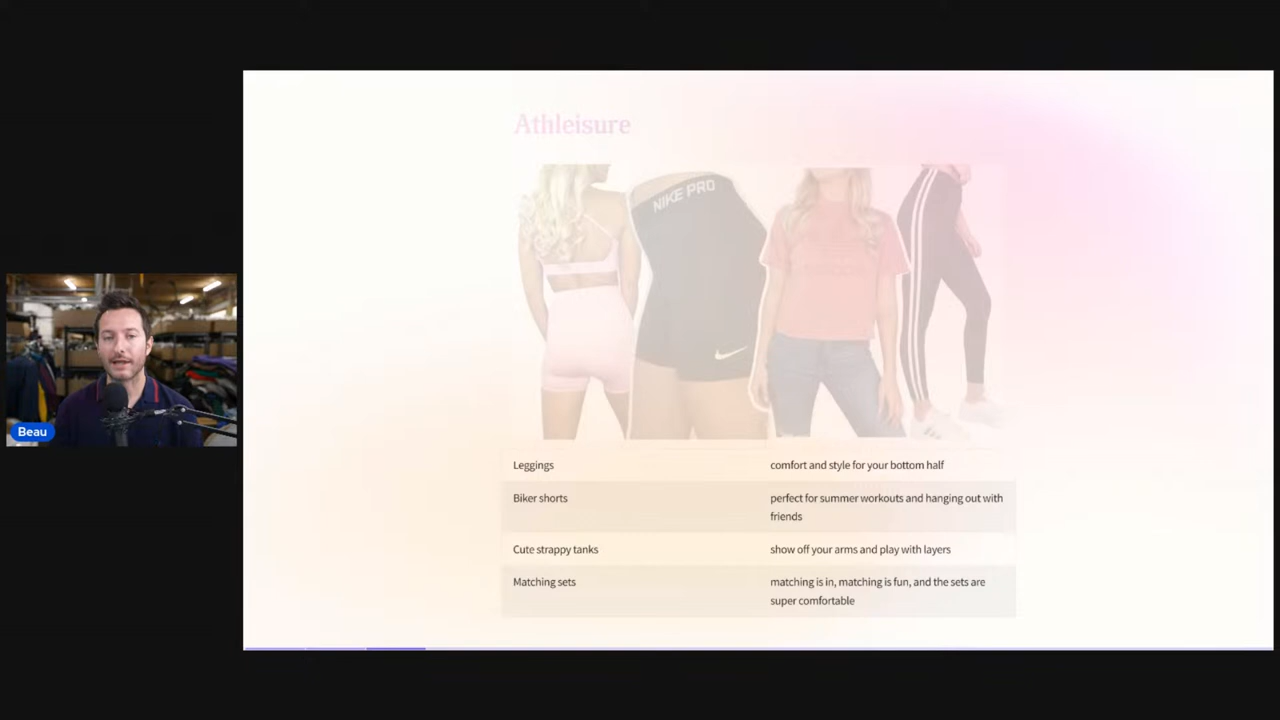 Athleisure
NIKE PRO
Leggings
comfort and style for your bottom half
Biker shorts
perfect for summer workouts and hanging out with
friends
Cute strappy tanks
show off your arms and play with layers
Matching sets
matching is in, matching is fun, and the sets are
super comfortable
Beau